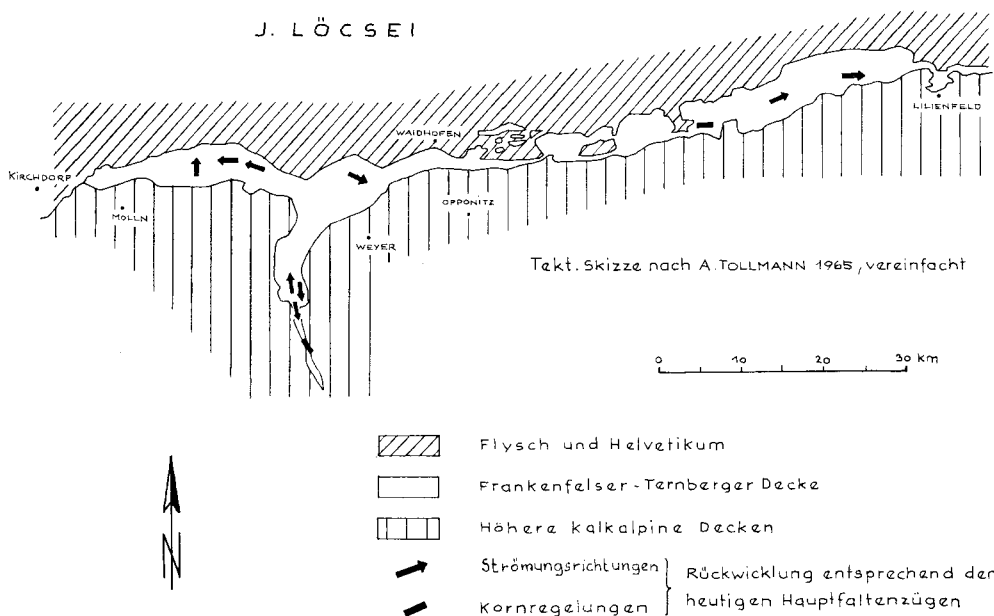 J. LÖCSEI
LILIENFELD
WAIDHOFEN
KIRCHDORF
OPPONITZ
MOLLN
WEYER
Tekt. Skizze nach A. TOLLMANN 1965, vereinfacht
0 10 20 30 km
Flysch und Helvetikum
Frankenfelser-Ternberger Decke
Höhere kalkalpine Decken
N
Strömungsrichtungen
Kornregelungen
Rückwicklung entsprechend den
heutigen Hauptfaltenzügen